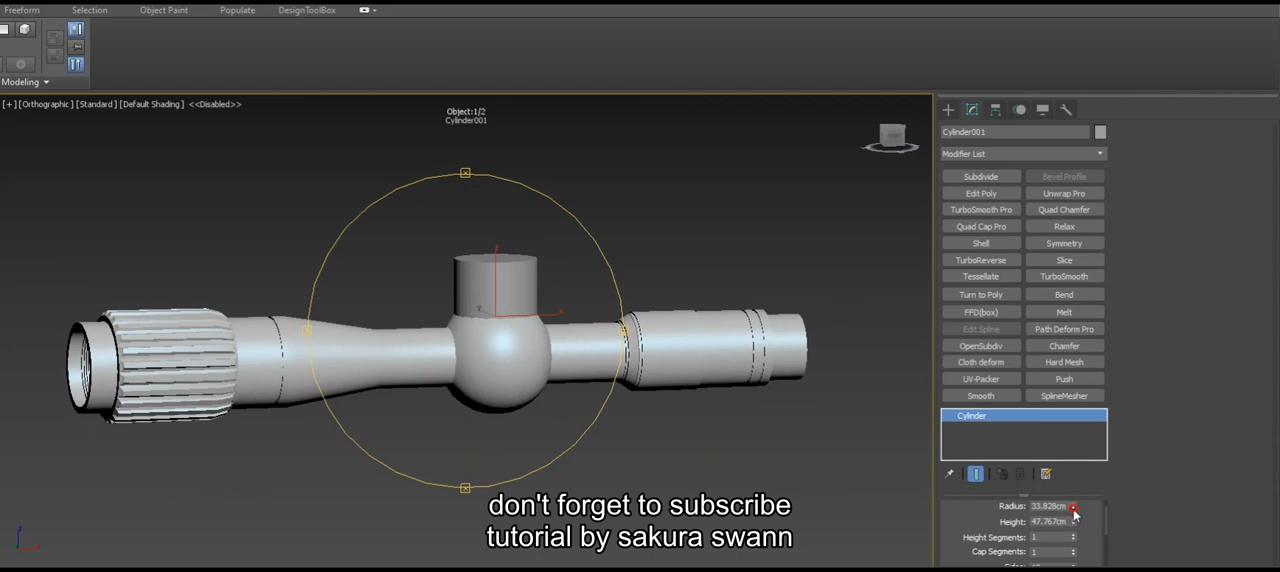 Freeform Selection Object Paint Populate DesignToolBox
Modeling
[+] [Orthographic] [Standard] [Default Shading] <<Disabled>>
Object:1/2
Cylinder001
Cylinder001
Modifier List
Subdivide Bevel Profile
Edit Poly Unwrap Pro
TurboSmooth Pro Quad Chamfer
Quad Cap Pro Relax
Shell Symmetry
TurboReverse Slice
Tessellate TurboSmooth
Turn to Poly Bend
FFD(box) Melt
Edit Spline Path Deform Pro
OpenSubdiv Chamfer
Cloth deform Hard Mesh
UV-Packer Push
Smooth SplineMesher
Cylinder
Radius: 33.828cm
Height: 47.767cm
Height Segments: 1
Cap Segments: 1
don't forget to subscribe
tutorial by sakura swann